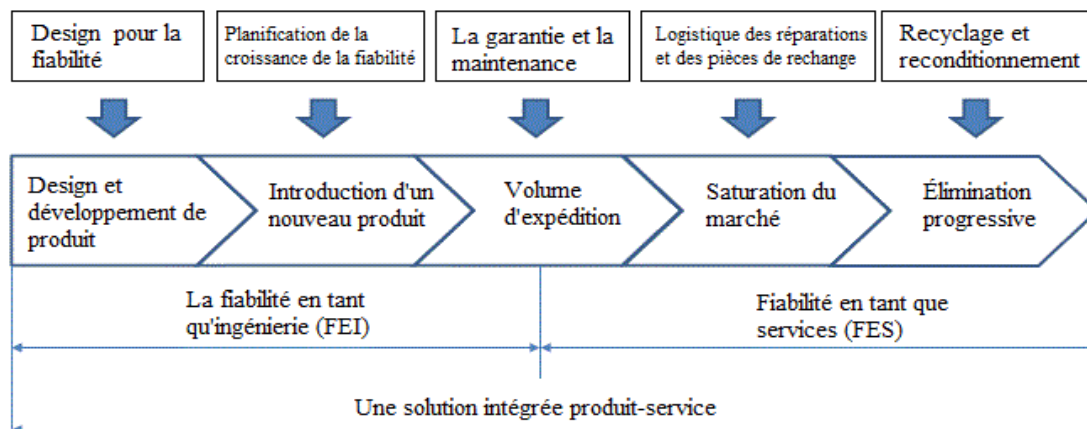 Design pour la
fiabilité
Planification de la
croissance de la fiabilité
La garantie et la
maintenance
Logistique des réparations
et des pièces de rechange
Recyclage et
reconditionnement
Design et
développement de
produit
Introduction d'un
nouveau produit
Volume
d'expédition
Saturation du
marché
Élimination
progressive
La fiabilité en tant
qu'ingénierie (FEI)
Fiabilité en tant que
services (FES)
Une solution intégrée produit-service